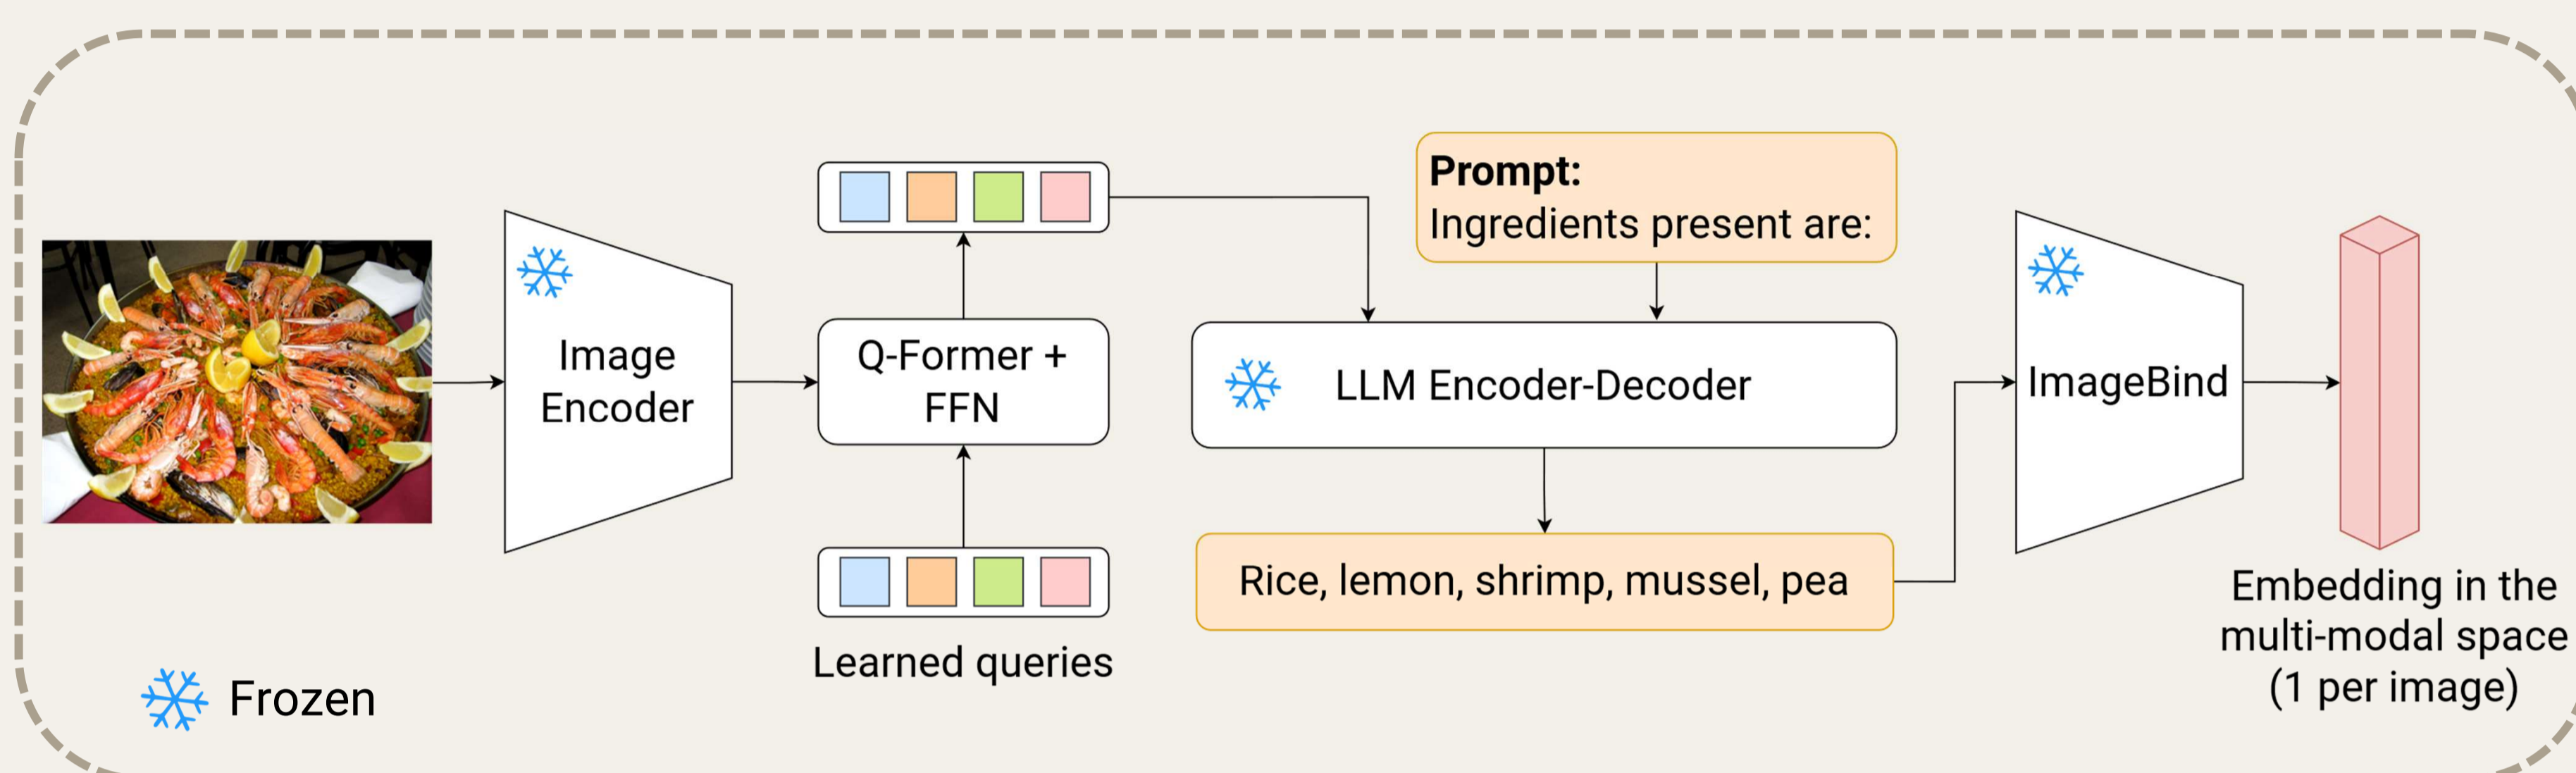 Image
Encoder
Q-Former +
FFN
Learned queries
Prompt:
Ingredients present are:
LLM Encoder-Decoder
Rice, lemon, shrimp, mussel, pea
ImageBind
Embedding in the
multi-modal space
(1 per image)
Frozen